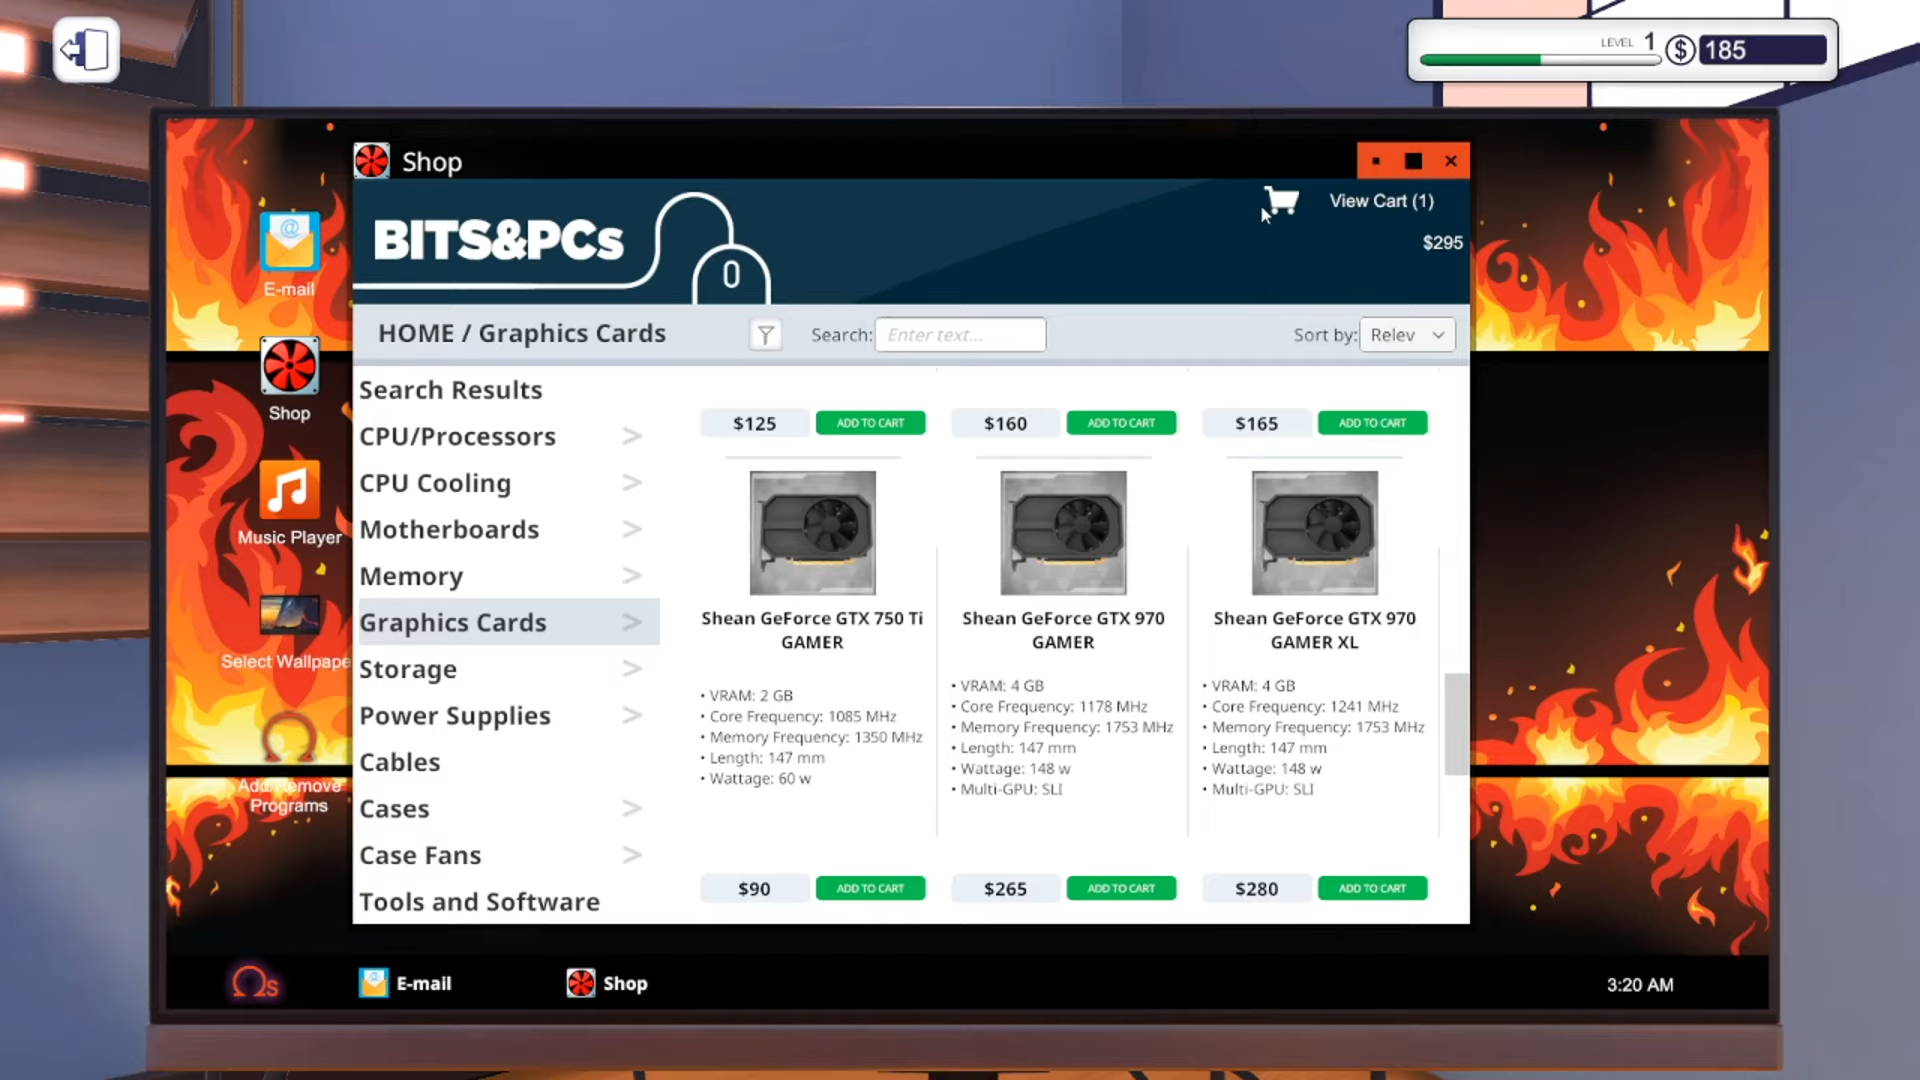 LEVEL 1 $ 185
Shop
View Cart (1)
BITS&PCs
$295
HOME / Graphics Cards
Search: Enter text...
Sort by: Relev
E-mail
Shop
Music Player
Select Wallpape
Add/Remove
Programs
Search Results
CPU/Processors >
CPU Cooling >
Motherboards >
Memory >
Graphics Cards >
Storage >
Power Supplies >
Cables
Cases >
Case Fans >
Tools and Software
$125 ADD TO CART
$160 ADD TO CART
$165 ADD TO CART
Shean GeForce GTX 750 Ti
GAMER
• VRAM: 2 GB
• Core Frequency: 1085 MHz
• Memory Frequency: 1350 MHz
• Length: 147 mm
• Wattage: 60 w
$90 ADD TO CART
Shean GeForce GTX 970
GAMER
• VRAM: 4 GB
• Core Frequency: 1178 MHz
• Memory Frequency: 1753 MHz
• Length: 147 mm
• Wattage: 148 w
• Multi-GPU: SLI
$265 ADD TO CART
Shean GeForce GTX 970
GAMER XL
• VRAM: 4 GB
• Core Frequency: 1241 MHz
• Memory Frequency: 1753 MHz
• Length: 147 mm
• Wattage: 148 w
• Multi-GPU: SLI
$280 ADD TO CART
Ωs
E-mail
Shop
3:20 AM